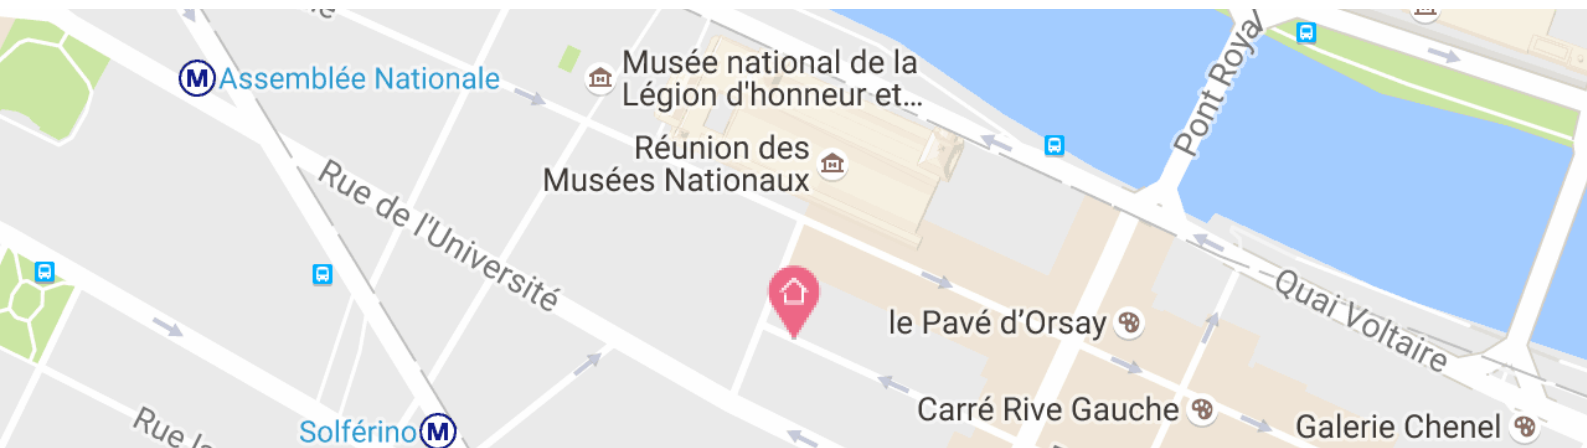 M Assemblée Nationale
Musée national de la
Légion d'honneur et...
Pont Royal
Réunion des
Musées Nationaux
Rue de l'Université
Quai Voltaire
le Pavé d’Orsay
Carré Rive Gauche
Galerie Chenel
Solférino M
Rue